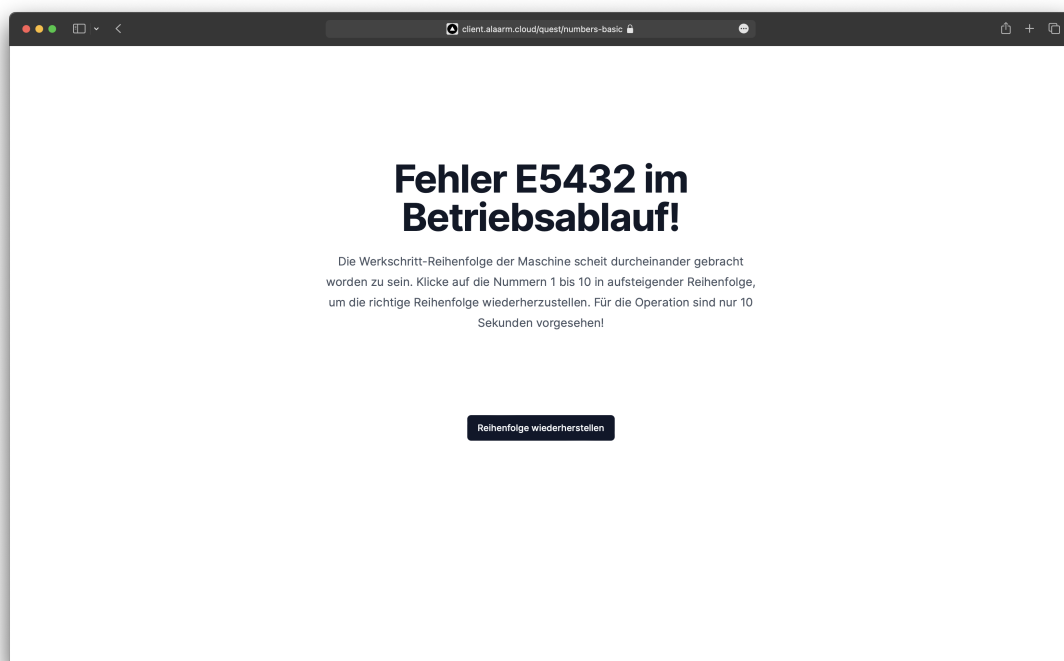 client.alaarm.cloud/quest/numbers-basic
Fehler E5432 im
Betriebsablauf!
Die Werkschritt-Reihenfolge der Maschine scheit durcheinander gebracht
worden zu sein. Klicke auf die Nummern 1 bis 10 in aufsteigender Reihenfolge,
um die richtige Reihenfolge wiederherzustellen. Für die Operation sind nur 10
Sekunden vorgesehen!
Reihenfolge wiederherstellen